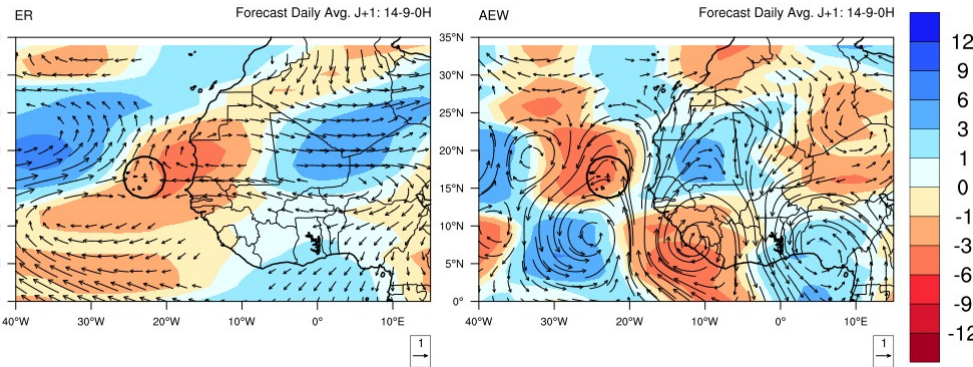 ER
Forecast Daily Avg. J+1: 14-9-0H
AEW
Forecast Daily Avg. J+1: 14-9-0H
35°N
30°N
25°N
20°N
15°N
10°N
5°N
0°
40°W 30°W 20°W 10°W 0° 10°E
40°W 30°W 20°W 10°W 0° 10°E
1
1
12
9
6
3
1
0
-1
-3
-6
-9
-12